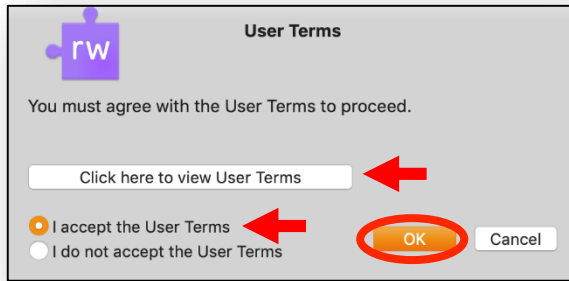 rw
User Terms
You must agree with the User Terms to proceed.
Click here to view User Terms
I accept the User Terms
I do not accept the User Terms
OK
Cancel